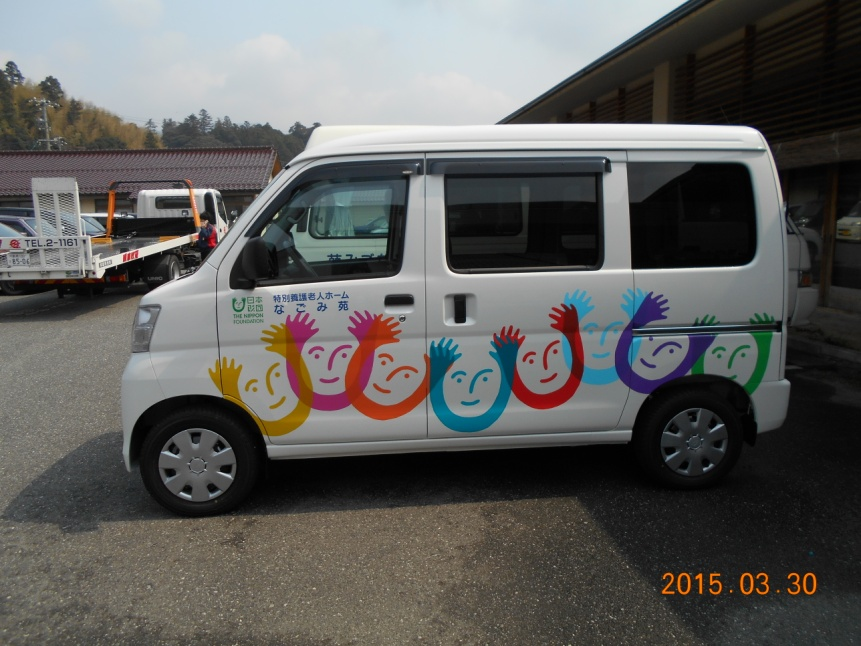 TEL.2-1161
日本
財団
THE NIPPON
FOUNDATION
特別養護老人ホーム
なごみ苑
2015.03.30